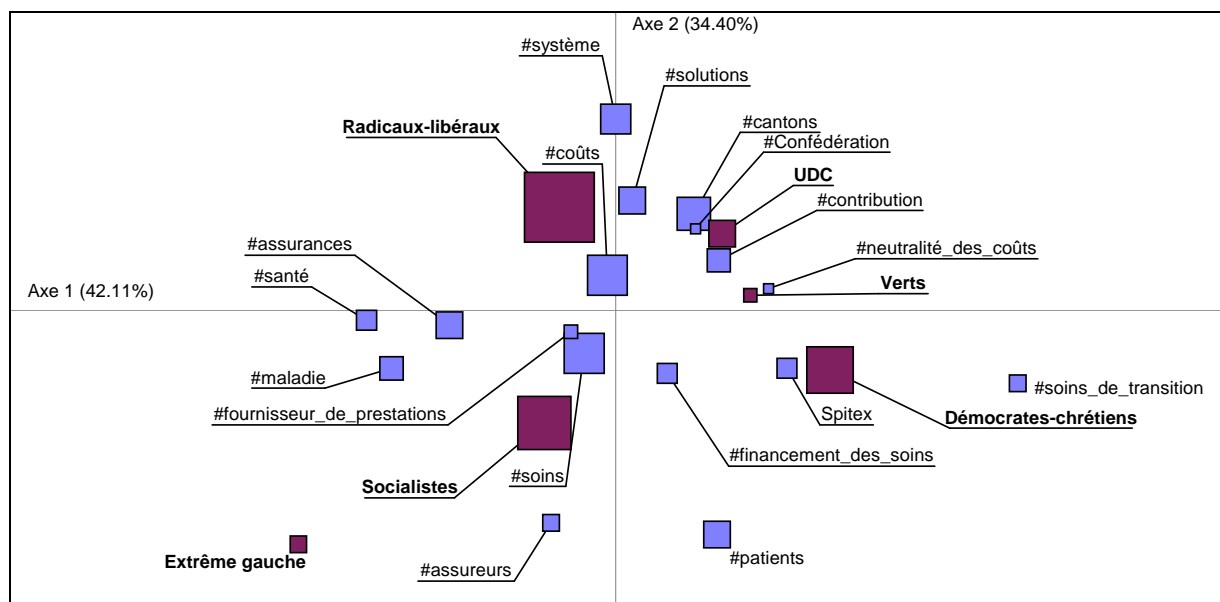 Axe 2 (34.40%)
#système
#solutions
Radicaux-libéraux
#cantons
#Confédération
#coûts
UDC
#contribution
#assurances
#neutralité_des_coûts
#santé
Verts
Axe 1 (42.11%)
#maladie
#soins_de_transition
#fournisseur_de_prestations
Spitex
Démocrates-chrétiens
#financement_des_soins
#soins
Socialistes
Extrême gauche
#assureurs
#patients